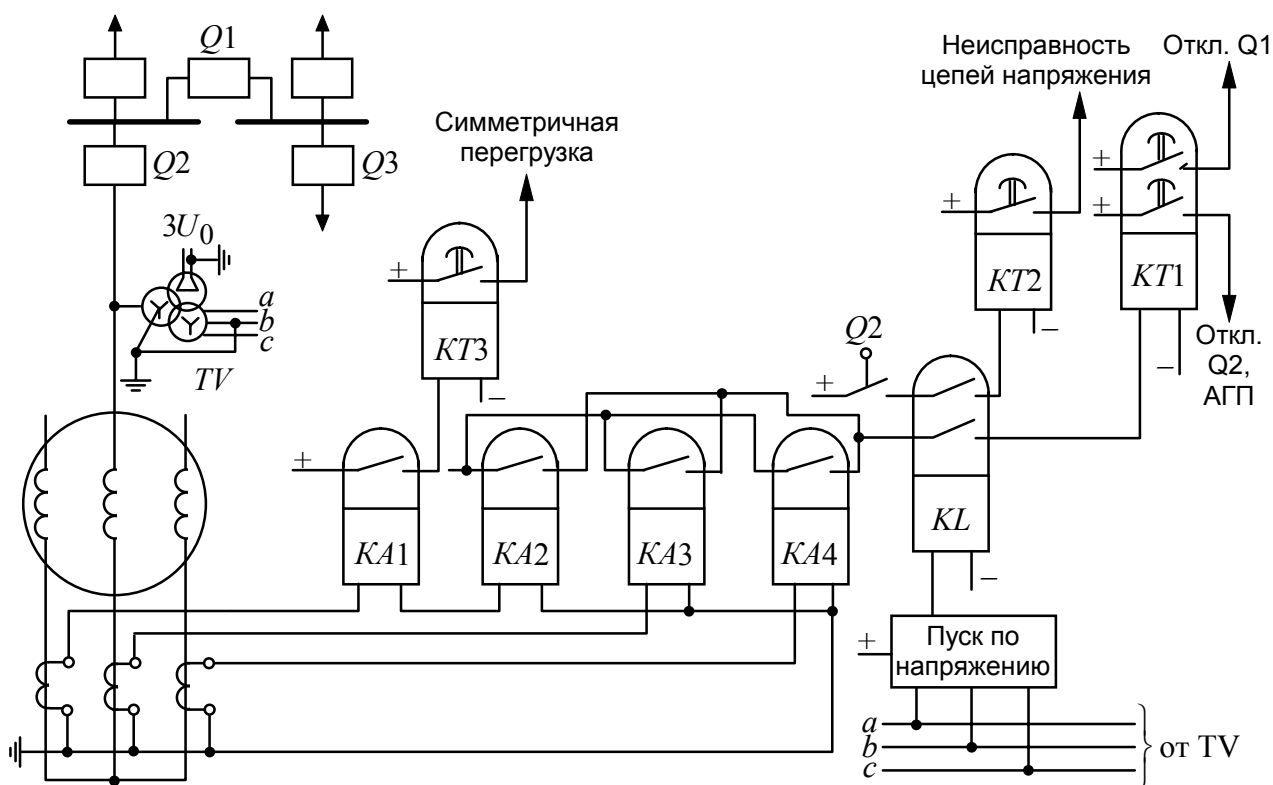 Q1
Неисправность
цепей напряжения
Откл. Q1
Симметричная
перегрузка
Q2
Q3
3U0
+
+
+
+
KT2
KT1
a
b
c
TV
KT3
–
–
–
Q2
+
Откл.
Q2,
АГП
+
KA1
KA2
KA3
KA4
KL
–
Пуск по
напряжению
+
a
b
c
от TV